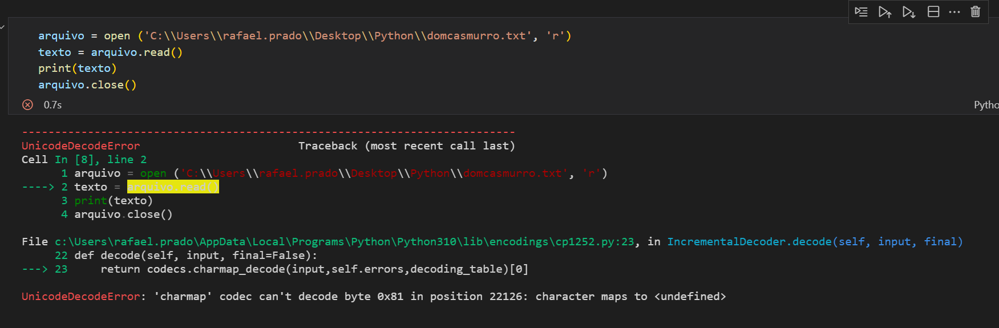 arquivo = open ('C:\\Users\\rafael.prado\\Desktop\\Python\\domcasmurro.txt', 'r')
texto = arquivo.read()
print(texto)
arquivo.close()
0.7s
Pytho
---------------------------------------------------------------------------
UnicodeDecodeError                        Traceback (most recent call last)
Cell In [8], line 2
      1 arquivo = open ('C:\\Users\\rafael.prado\\Desktop\\Python\\domcasmurro.txt', 'r')
----> 2 texto = arquivo.read()
      3 print(texto)
      4 arquivo.close()
File c:\Users\rafael.prado\AppData\Local\Programs\Python\Python310\lib\encodings\cp1252.py:23, in IncrementalDecoder.decode(self, input, final)
     22 def decode(self, input, final=False):
---> 23     return codecs.charmap_decode(input,self.errors,decoding_table)[0]
UnicodeDecodeError: 'charmap' codec can't decode byte 0x81 in position 22126: character maps to <undefined>